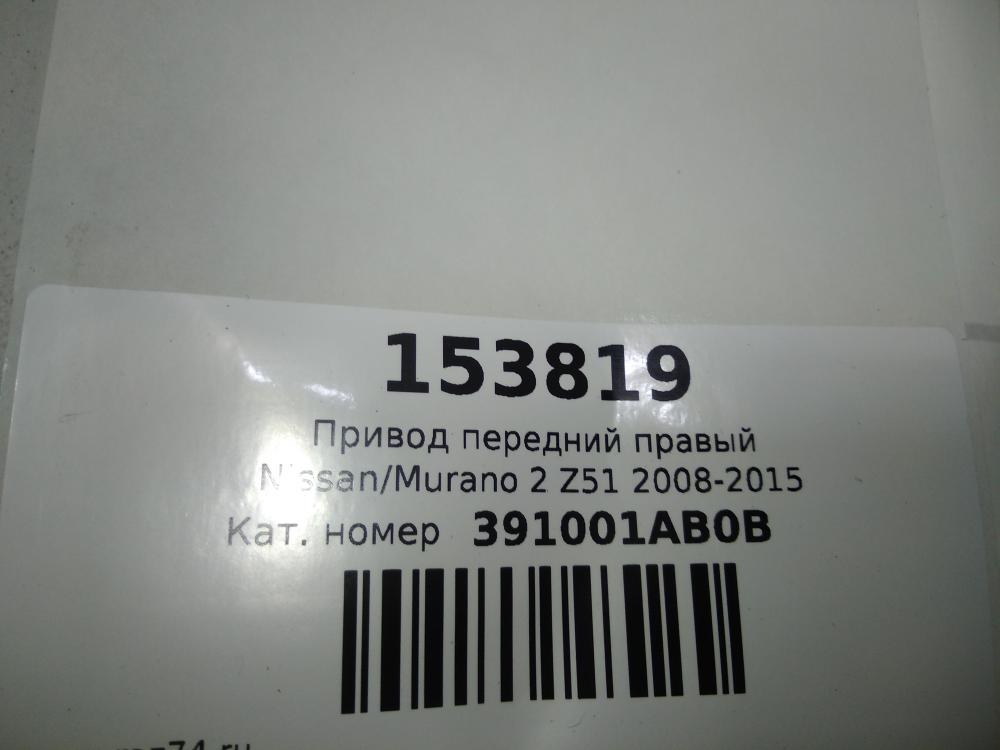 153819
Привод передний правый
Nissan/Murano 2 Z51 2008-2015
Кат. номер 391001AB0B